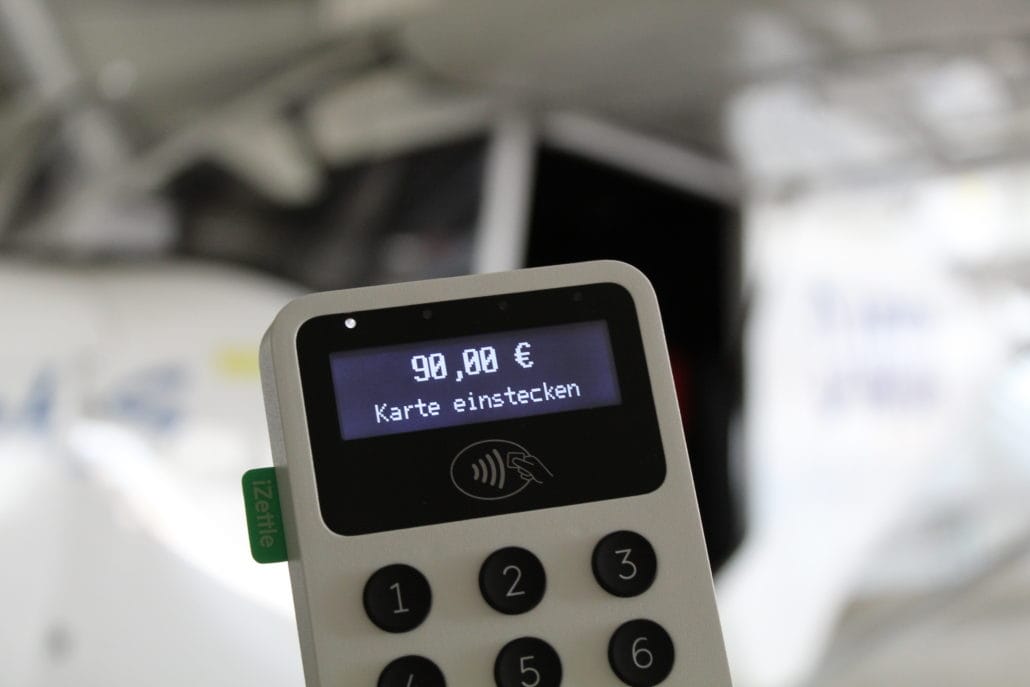 90,00 €
Karte einstecken
iZettle
1 2 3
4 5 6